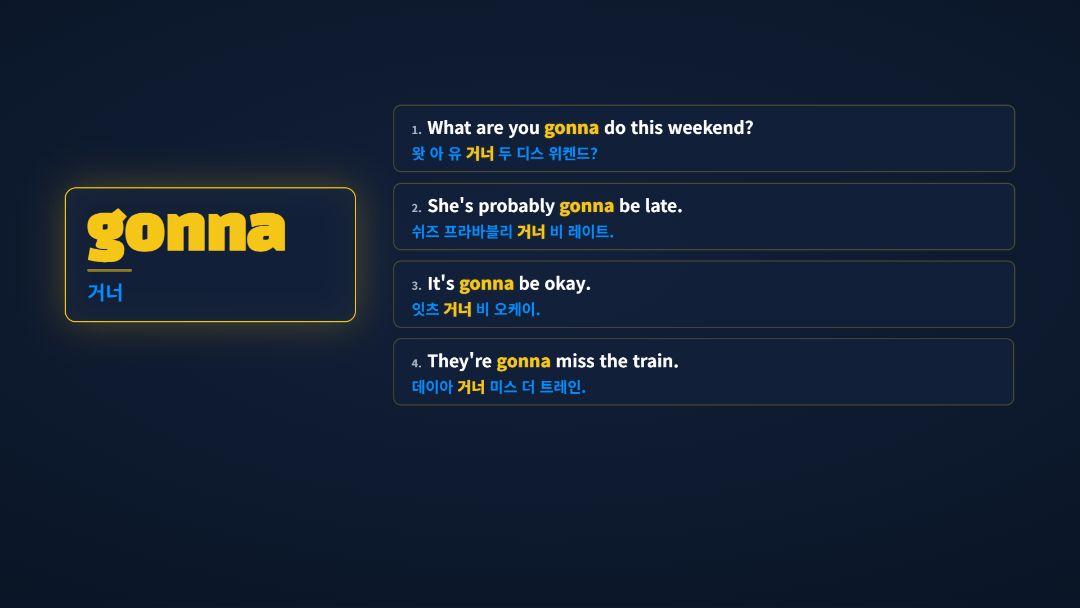 gonna
거너
1. What are you gonna do this weekend?
왓 아 유 거너 두 디스 위켄드?
2. She's probably gonna be late.
쉬즈 프라바블리 거너 비 레이트.
3. It's gonna be okay.
잇츠 거너 비 오케이.
4. They're gonna miss the train.
데이아 거너 미스 더 트레인.